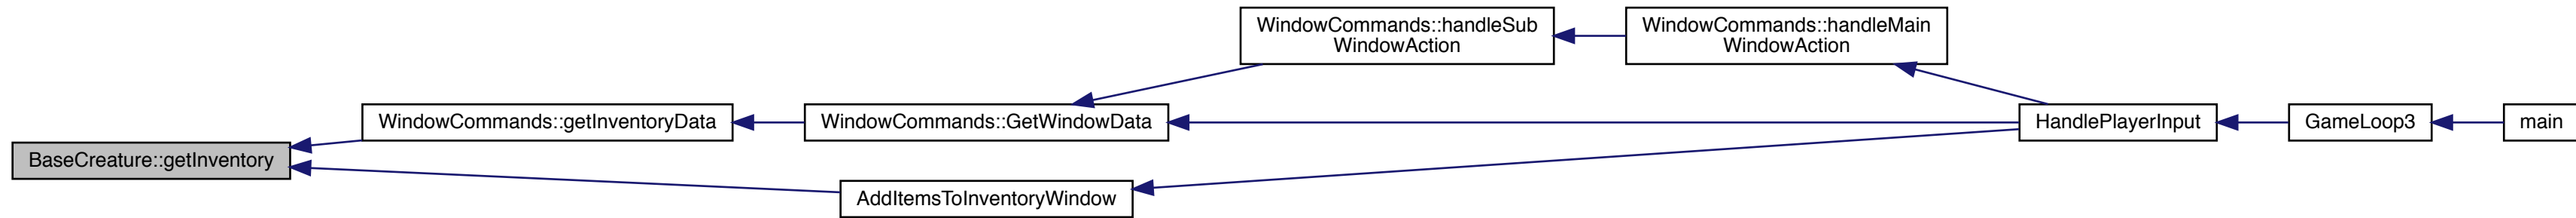 WindowCommands::handleSub
WindowAction
WindowCommands::handleMain
WindowAction
WindowCommands::getInventoryData
WindowCommands::GetWindowData
HandlePlayerInput
GameLoop3
main
BaseCreature::getInventory
AddItemsToInventoryWindow